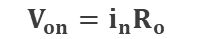 Vₒₙ = iₙRₒ